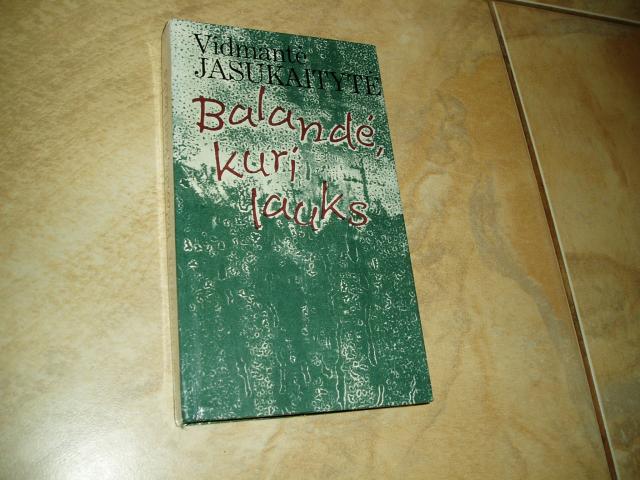 Vidmantė
JASUKAITYTĖ
Balandė,
kuri
lauks